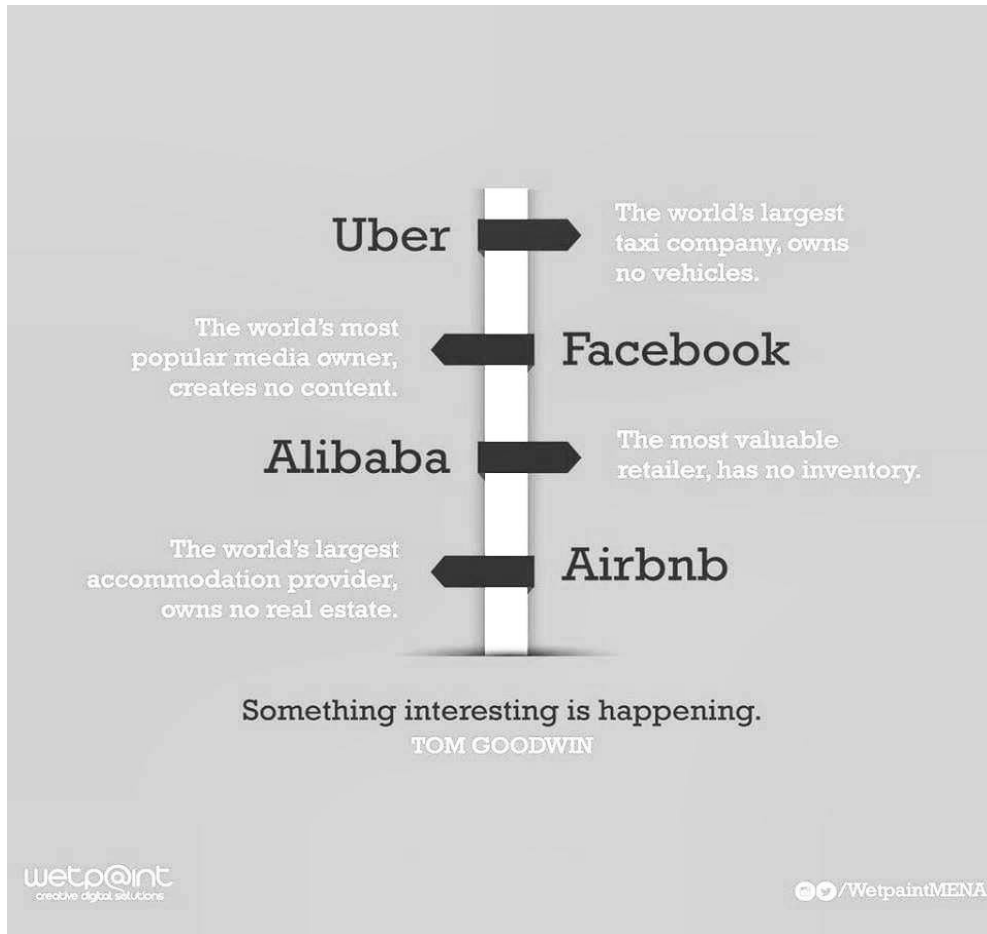 Uber
The world's largest
taxi company, owns
no vehicles.
The world's most
popular media owner,
creates no content.
Facebook
Alibaba
The most valuable
retailer, has no inventory.
The world's largest
accommodation provider,
owns no real estate.
Airbnb
Something interesting is happening.
TOM GOODWIN
wetp@int
creative digital solutions
/WetpaintMENA